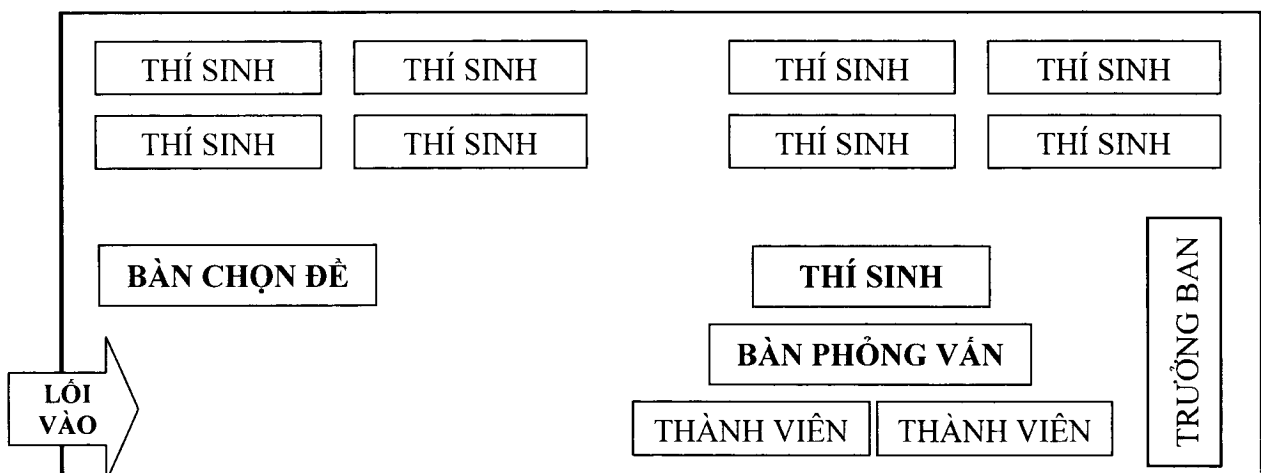 THÍ SINH THÍ SINH THÍ SINH THÍ SINH
THÍ SINH THÍ SINH THÍ SINH THÍ SINH
BÀN CHỌN ĐỀ
THÍ SINH
BÀN PHỎNG VẤN
THÀNH VIÊN THÀNH VIÊN
TRƯỞNG BAN
LỐI
VÀO